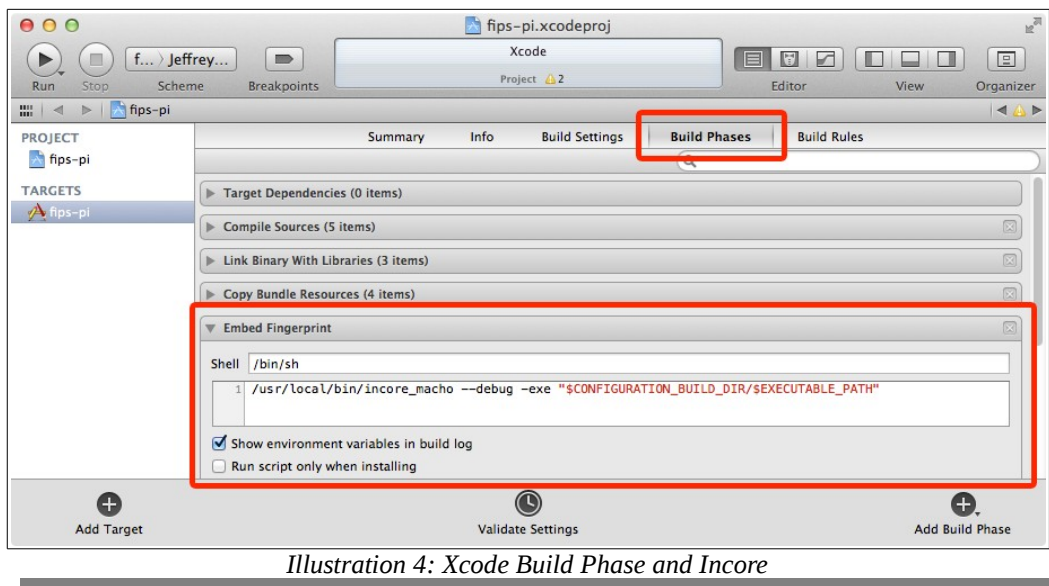 fips-pi.xcodeproj
f... 〉Jeffrey...
Xcode
Project 2
Run Stop Scheme Breakpoints Editor View Organizer
fips-pi
PROJECT
fips-pi
TARGETS
fips-pi
Summary Info Build Settings Build Phases Build Rules
Target Dependencies (0 items)
Compile Sources (5 items)
Link Binary With Libraries (3 items)
Copy Bundle Resources (4 items)
Embed Fingerprint
Shell /bin/sh
1 /usr/local/bin/incore_macho --debug -exe "$CONFIGURATION_BUILD_DIR/$EXECUTABLE_PATH"
Show environment variables in build log
Run script only when installing
Add Target Validate Settings Add Build Phase
Illustration 4: Xcode Build Phase and Incore